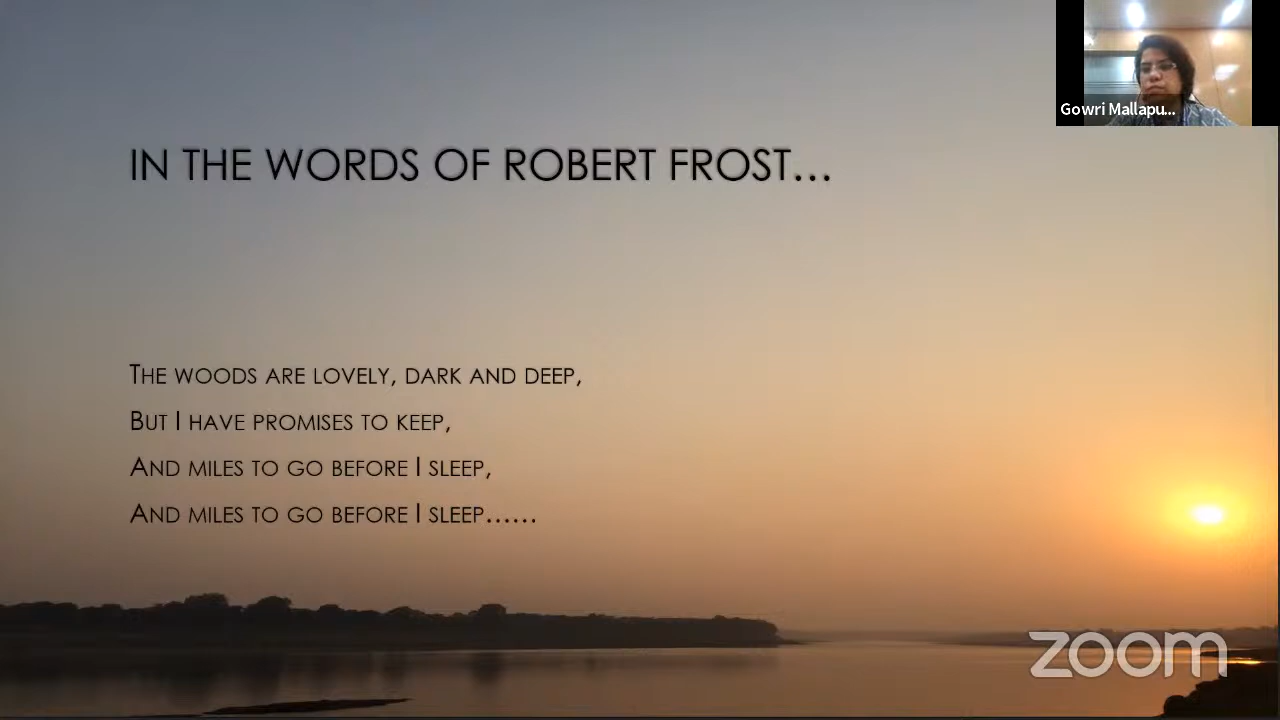 Gowri Mallapu...
IN THE WORDS OF ROBERT FROST...
THE WOODS ARE LOVELY, DARK AND DEEP,
BUT I HAVE PROMISES TO KEEP,
AND MILES TO GO BEFORE I SLEEP,
AND MILES TO GO BEFORE I SLEEP......
zoom